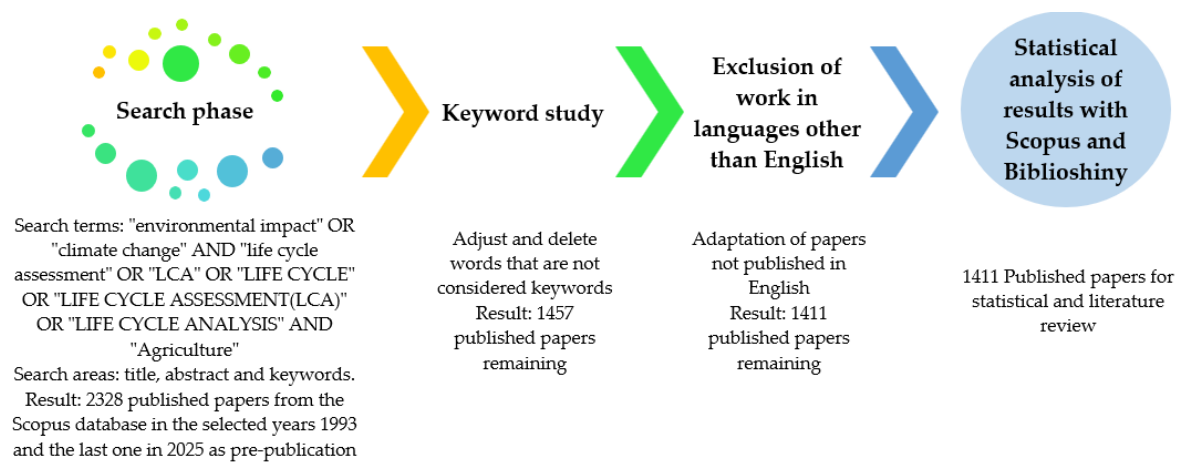 Search phase
Search terms: "environmental impact" OR
"climate change" AND "life cycle
assessment" OR "LCA" OR "LIFE CYCLE"
OR "LIFE CYCLE ASSESSMENT(LCA)"
OR "LIFE CYCLE ANALYSIS" AND
"Agriculture"
Search areas: title, abstract and keywords.
Result: 2328 published papers from the
Scopus database in the selected years 1993
and the last one in 2025 as pre-publication
Keyword study
Adjust and delete
words that are not
considered keywords
Result: 1457
published papers
remaining
Exclusion of
work in
languages other
than English
Adaptation of papers
not published in
English
Result: 1411
published papers
remaining
Statistical
analysis of
results with
Scopus and
Biblioshiny
1411 Published papers for
statistical and literature
review